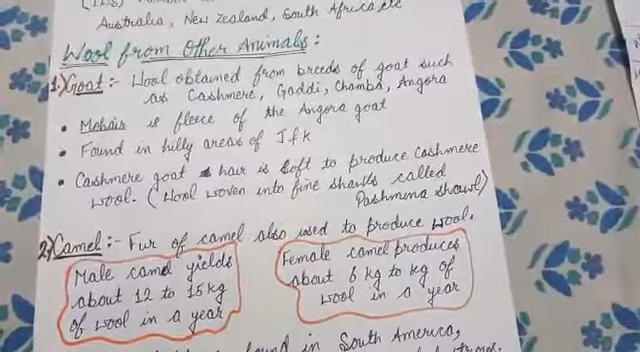 Australia, New Zealand, South Africa, etc
Wool from Other Animals:
1) Goat:- Wool obtained from breeds of goat such
as Cashmere, Gaddi, Chamba, Angora
• Mohair is fleece of the Angora goat
• Found in hilly areas of J&K
• Cashmere goat hair is soft to produce Cashmere
wool. (Wool woven into fine shawls called
Pashmina shawl)
2) Camel:- Fur of camel also used to produce wool.
Male camel yields
about 12 to 15 kg
of wool in a year
Female camel produces
about 6 kg to kg of
wool in a year
found in South America,